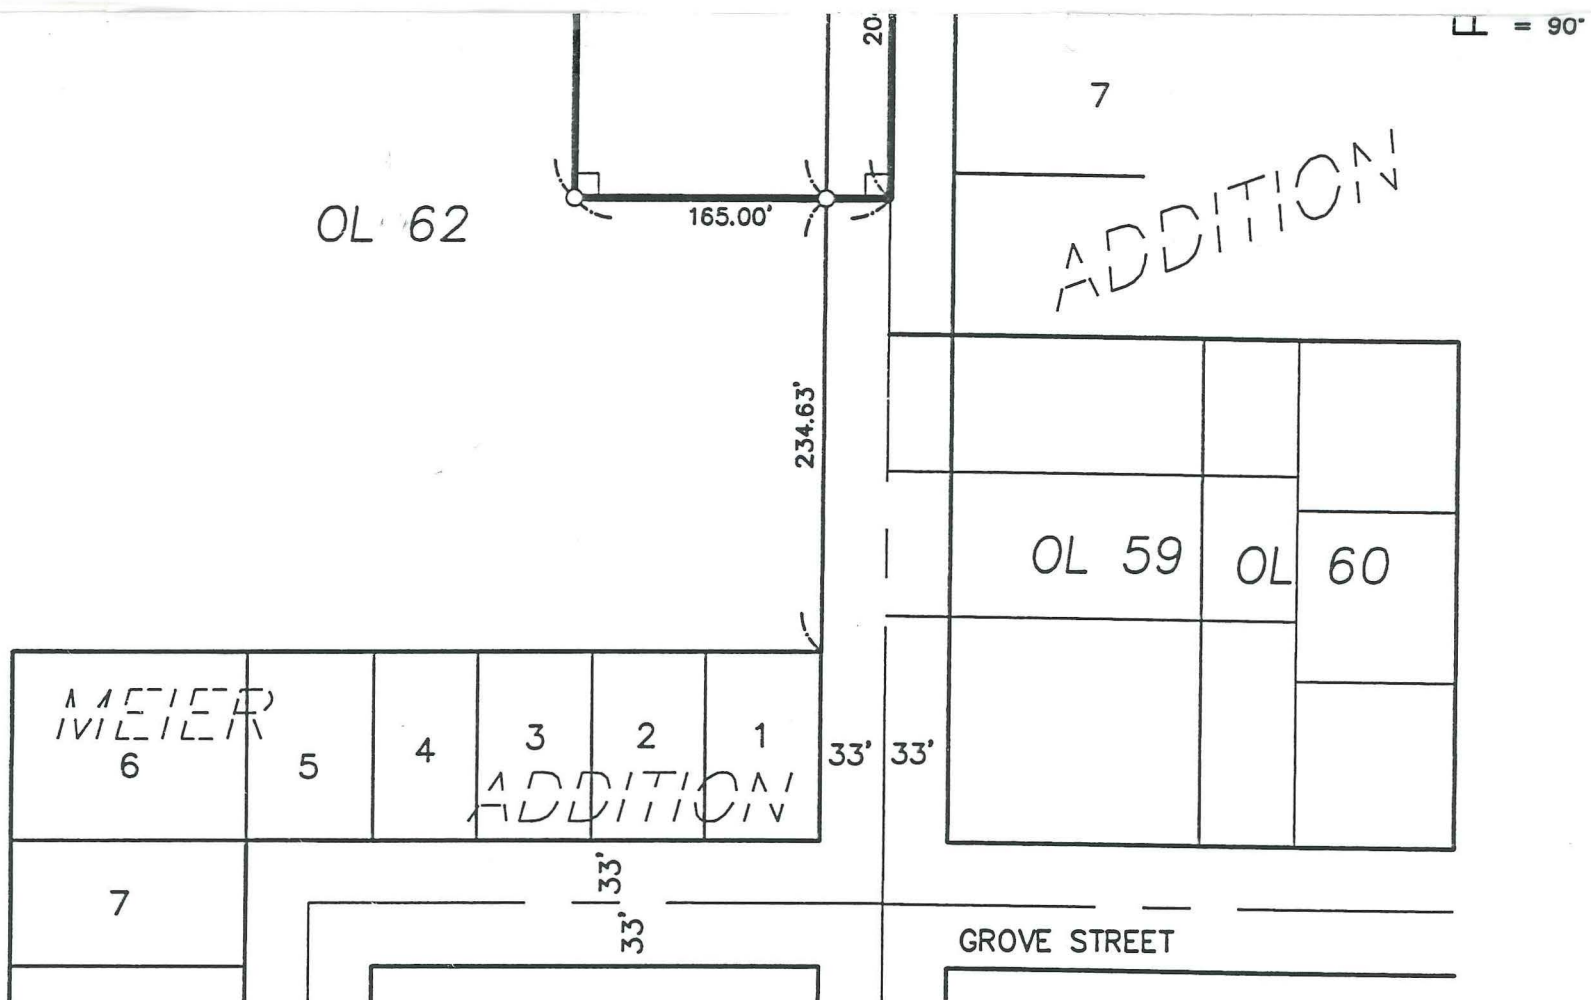 20
= 90°
7
ADDITION
OL 62
165.00'
234.63'
OL 59
OL 60
MEIER
6
5
4
3
2
1
ADDITION
33'
33'
7
33'
33'
GROVE STREET